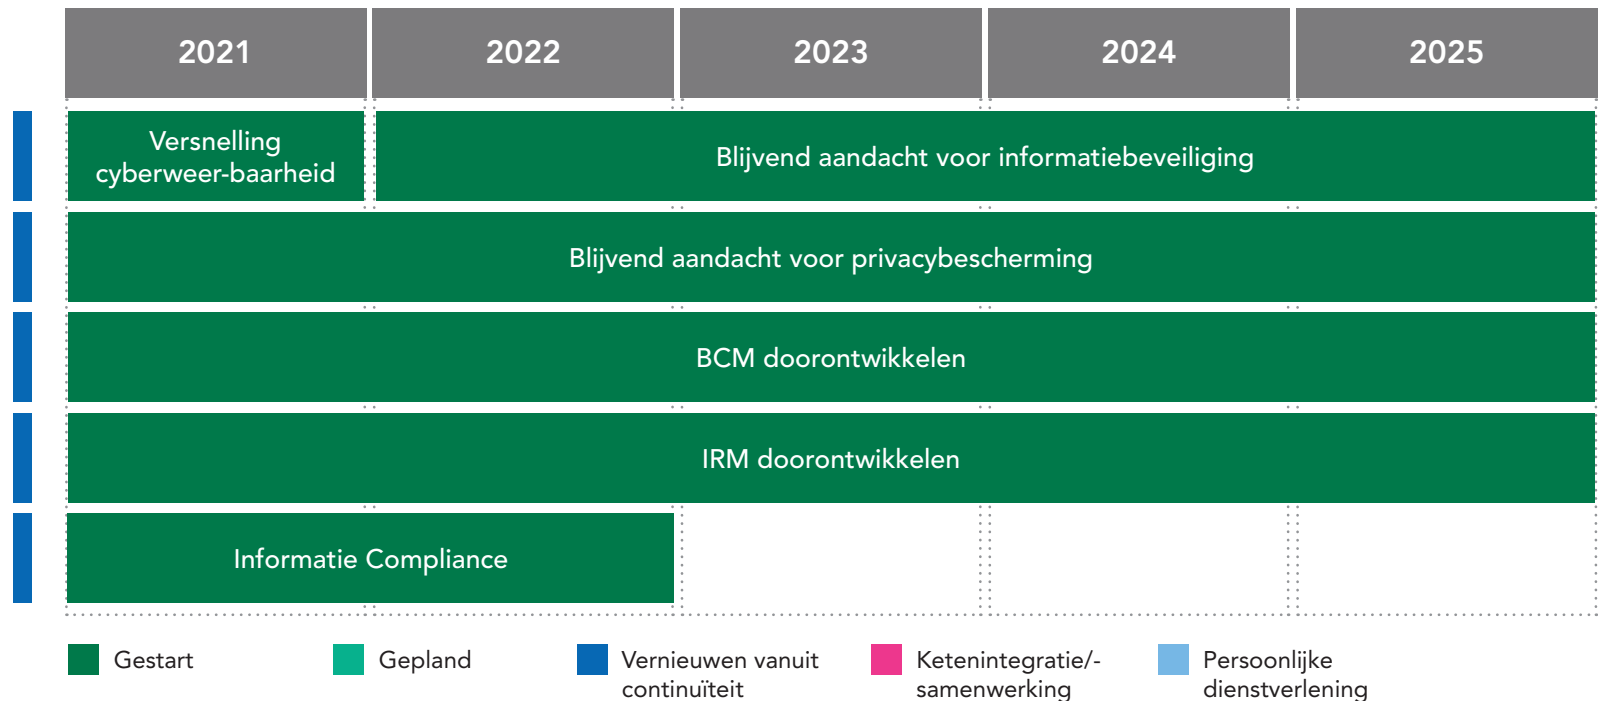 2021 2022 2023 2024 2025
Versnelling
cyberweer-baarheid
Blijvend aandacht voor informatiebeveiliging
Blijvend aandacht voor privacybescherming
BCM doorontwikkelen
IRM doorontwikkelen
Informatie Compliance
Gestart
Gepland
Vernieuwen vanuit
continuïteit
Ketenintegratie/-
samenwerking
Persoonlijke
dienstverlening